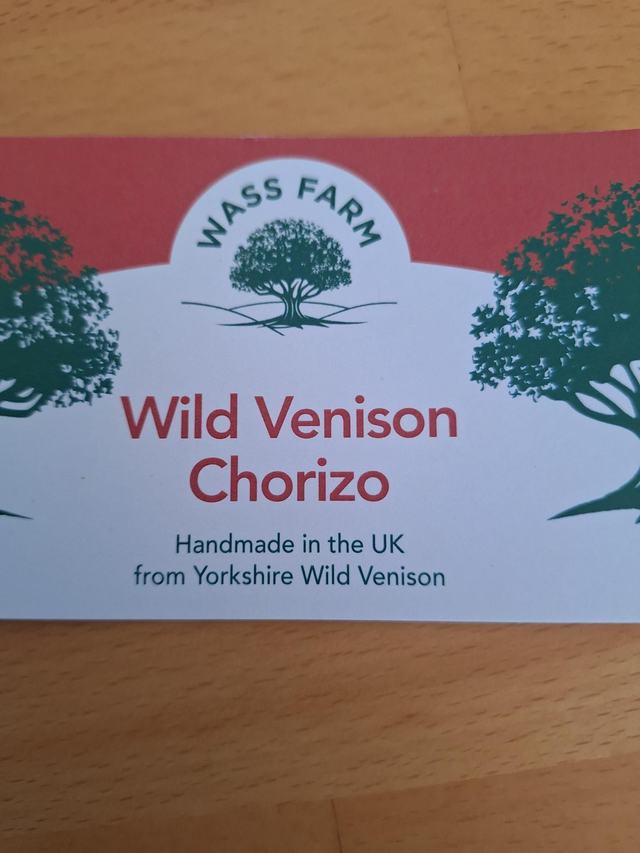 WASS FARM
Wild Venison
Chorizo
Handmade in the UK
from Yorkshire Wild Venison